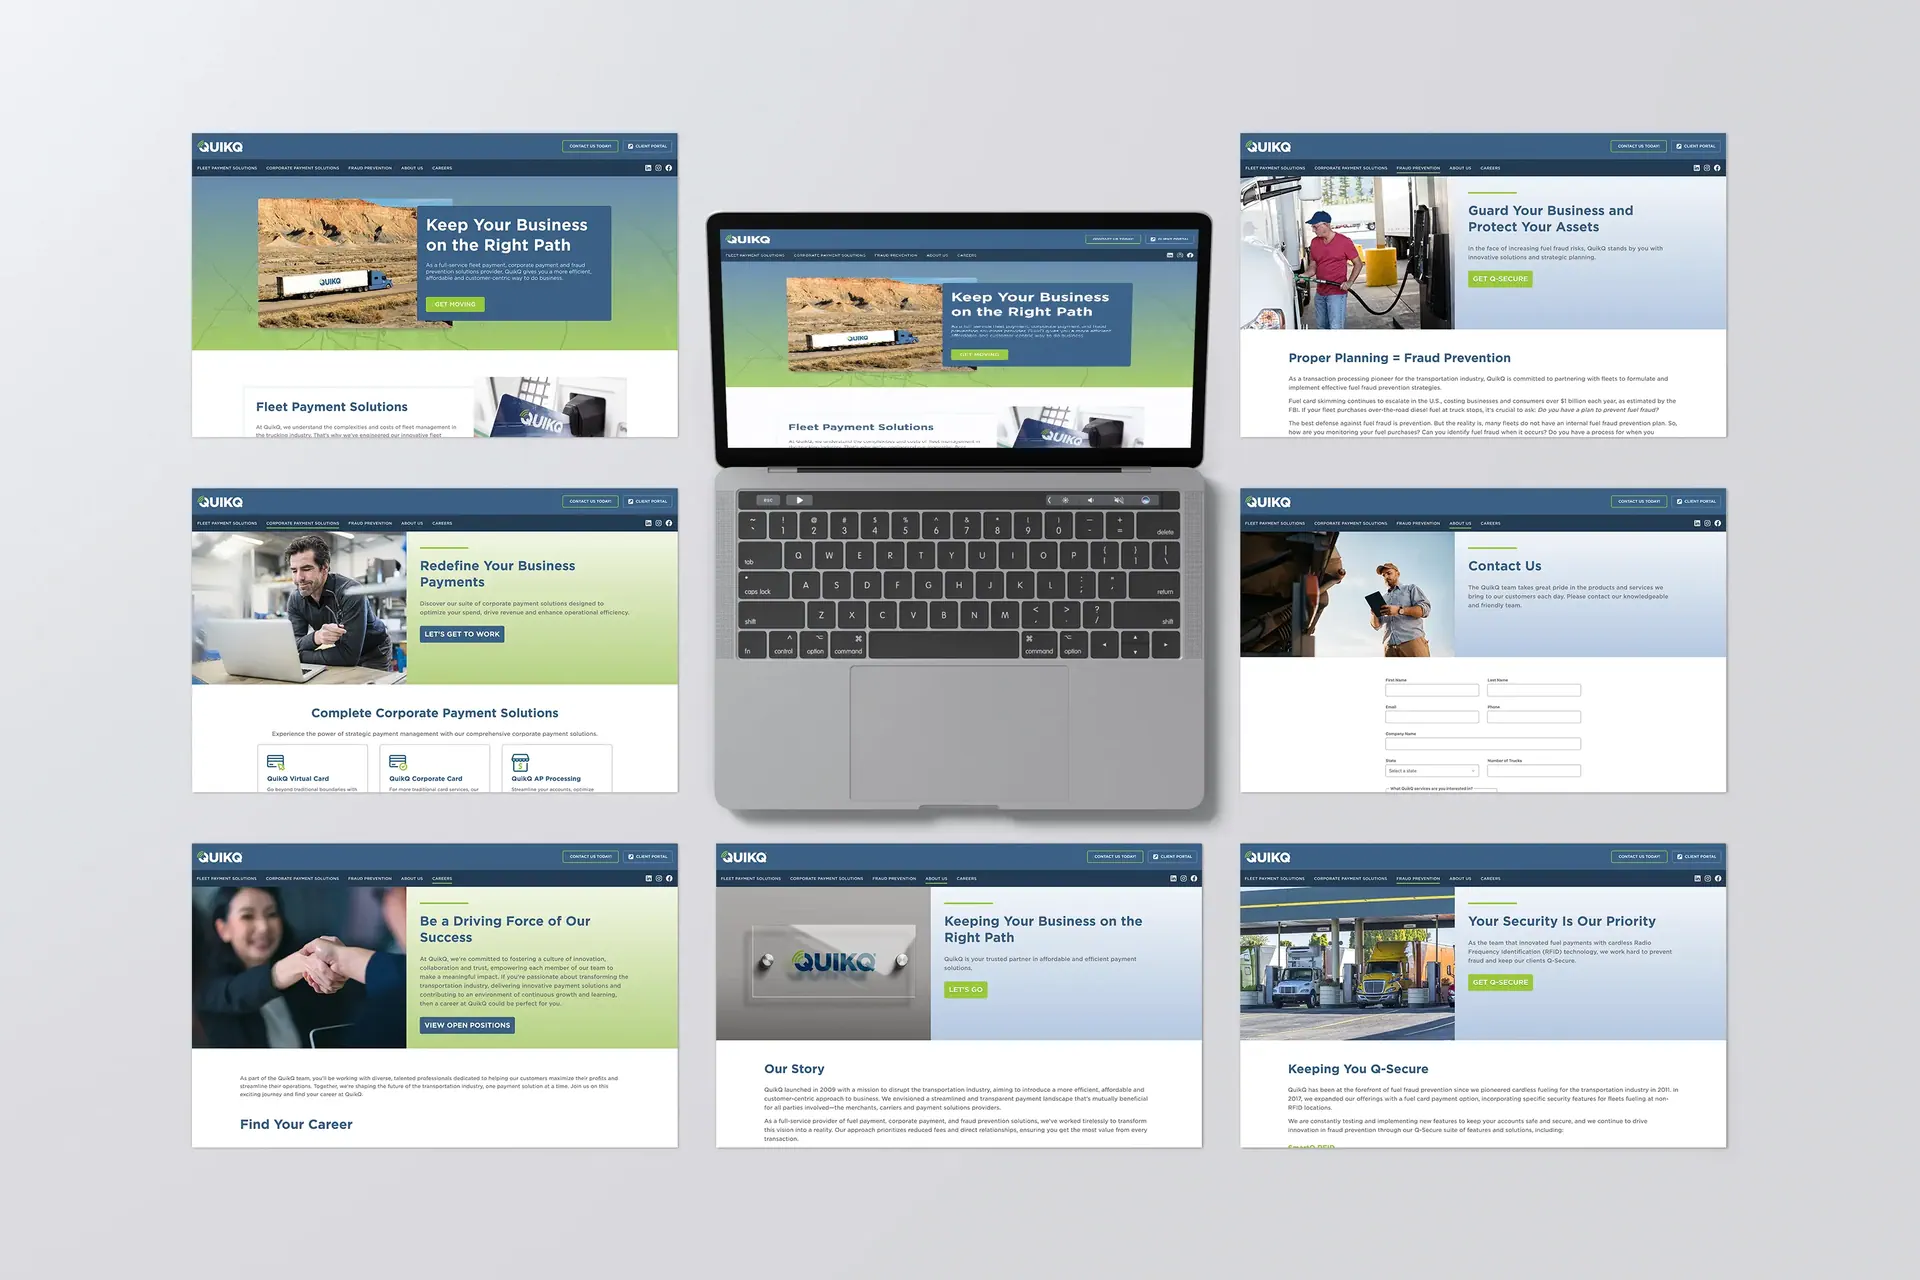 QUIKQ
CONTACT US TODAY!
CLIENT PORTAL
FLEET PAYMENT SOLUTIONS CORPORATE PAYMENT SOLUTIONS FRAUD PREVENTION ABOUT US CAREERS
QUIKQ
Keep Your Business
on the Right Path
As a full-service fleet payment, corporate payment and fraud
prevention solutions provider, QuikQ gives you a more efficient,
affordable and customer-centric way to do business.
GET MOVING
Fleet Payment Solutions
At QuikQ, we understand the complexities and costs of fleet management in
the trucking industry. That's why we've engineered our innovative fleet
QUIKQ
QUIKQ
CONTACT US TODAY!
CLIENT PORTAL
FLEET PAYMENT SOLUTIONS CORPORATE PAYMENT SOLUTIONS FRAUD PREVENTION ABOUT US CAREERS
QUIKQ
Keep Your Business
on the Right Path
As a full-service fleet payment, corporate payment and fraud
prevention solutions provider, QuikQ gives you a more efficient,
affordable and customer-centric way to do business.
GET MOVING
Fleet Payment Solutions
At QuikQ, we understand the complexities and costs of fleet management in
QUIKQ
esc
~ ! @ # $ % ^ & * ( ) — +
\` 1 2 3 4 5 6 7 8 9 0 - = delete
tab Q W E R T Y U I O P { [ } ] | \
caps lock A S D F G H J K L : ; " ' return
shift Z X C V B N M < , > . ? / shift
fn control option command command option
QUIKQ
CONTACT US TODAY!
CLIENT PORTAL
FLEET PAYMENT SOLUTIONS CORPORATE PAYMENT SOLUTIONS FRAUD PREVENTION ABOUT US CAREERS
Guard Your Business and
Protect Your Assets
In the face of increasing fuel fraud risks, QuikQ stands by you with
innovative solutions and strategic planning.
GET Q-SECURE
Proper Planning = Fraud Prevention
As a transaction processing pioneer for the transportation industry, QuikQ is committed to partnering with fleets to formulate and
implement effective fuel fraud prevention strategies.
Fuel card skimming continues to escalate in the U.S., costing businesses and consumers over $1 billion each year, as estimated by the
FBI. If your fleet purchases over-the-road diesel fuel at truck stops, it's crucial to ask: Do you have a plan to prevent fuel fraud?
The best defense against fuel fraud is prevention. But the reality is, many fleets do not have an internal fuel fraud prevention plan. So,
how are you monitoring your fuel purchases? Can you identify fuel fraud when it occurs? Do you have a process for when you
QUIKQ
CONTACT US TODAY!
CLIENT PORTAL
FLEET PAYMENT SOLUTIONS CORPORATE PAYMENT SOLUTIONS FRAUD PREVENTION ABOUT US CAREERS
Redefine Your Business
Payments
Discover our suite of corporate payment solutions designed to
optimize your spend, drive revenue and enhance operational efficiency.
LET'S GET TO WORK
Complete Corporate Payment Solutions
Experience the power of strategic payment management with our comprehensive corporate payment solutions.
QuikQ Virtual Card
Go beyond traditional boundaries with
QuikQ Corporate Card
For more traditional card services, our
QuikQ AP Processing
Streamline your accounts, optimize
QUIKQ
CONTACT US TODAY!
CLIENT PORTAL
FLEET PAYMENT SOLUTIONS CORPORATE PAYMENT SOLUTIONS FRAUD PREVENTION ABOUT US CAREERS
Contact Us
The QuikQ team takes great pride in the products and services we
bring to our customers each day. Please contact our knowledgeable
and friendly team.
First Name Last Name
Email Phone
Company Name
State Number of Trucks
Select a state
What QuikQ services are you interested in?
QUIKQ
CONTACT US TODAY!
CLIENT PORTAL
FLEET PAYMENT SOLUTIONS CORPORATE PAYMENT SOLUTIONS FRAUD PREVENTION ABOUT US CAREERS
Be a Driving Force of Our
Success
At QuikQ, we're committed to fostering a culture of innovation,
collaboration and trust, empowering each member of our team to
make a meaningful impact. If you're passionate about transforming the
transportation industry, delivering innovative payment solutions and
contributing to an environment of continuous growth and learning,
then a career at QuikQ could be perfect for you.
VIEW OPEN POSITIONS
As part of the QuikQ team, you'll be working with diverse, talented professionals dedicated to helping our customers maximize their profits and
streamline their operations. Together, we're shaping the future of the transportation industry, one payment solution at a time. Join us on this
exciting journey and find your career at QuikQ.
Find Your Career
QUIKQ
CONTACT US TODAY!
CLIENT PORTAL
FLEET PAYMENT SOLUTIONS CORPORATE PAYMENT SOLUTIONS FRAUD PREVENTION ABOUT US CAREERS
QUIKQ
Keeping Your Business on the
Right Path
QuikQ is your trusted partner in affordable and efficient payment
solutions.
LET'S GO
Our Story
QuikQ launched in 2009 with a mission to disrupt the transportation industry, aiming to introduce a more efficient, affordable and
customer-centric approach to business. We envisioned a streamlined and transparent payment landscape that's mutually beneficial
for all parties involved—the merchants, carriers and payment solutions providers.
As a full-service provider of fuel payment, corporate payment, and fraud prevention solutions, we've worked tirelessly to transform
this vision into a reality. Our approach prioritizes reduced fees and direct relationships, ensuring you get the most value from every
transaction.
QUIKQ
CONTACT US TODAY!
CLIENT PORTAL
FLEET PAYMENT SOLUTIONS CORPORATE PAYMENT SOLUTIONS FRAUD PREVENTION ABOUT US CAREERS
Your Security Is Our Priority
As the team that innovated fuel payments with cardless Radio
Frequency Identification (RFID) technology, we work hard to prevent
fraud and keep our clients Q-Secure.
GET Q-SECURE
Keeping You Q-Secure
QuikQ has been at the forefront of fuel fraud prevention since we pioneered cardless fueling for the transportation industry in 2011. In
2017, we expanded our offerings with a fuel card payment option, incorporating specific security features for fleets fueling at non-
RFID locations.
We are constantly testing and implementing new features to keep your accounts safe and secure, and we continue to drive
innovation in fraud prevention through our Q-Secure suite of features and solutions, including:
SmartQ RFID